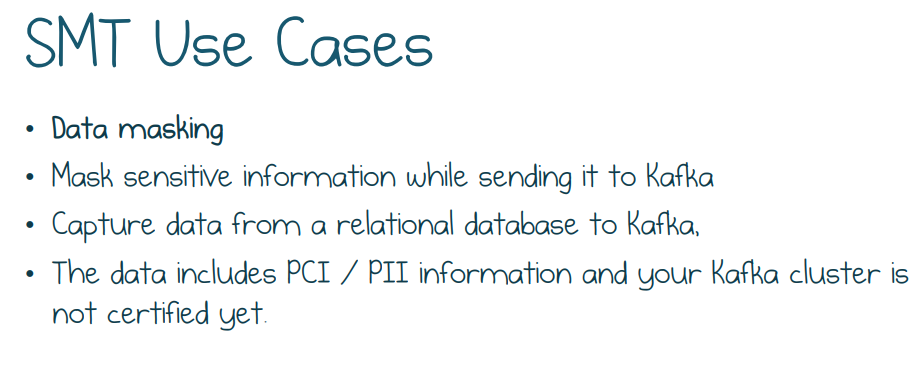 SMT Use Cases
• Data masking
• Mask sensitive information while sending it to Kafka
• Capture data from a relational database to Kafka,
• The data includes PCI / PII information and your Kafka cluster is
not certified yet.